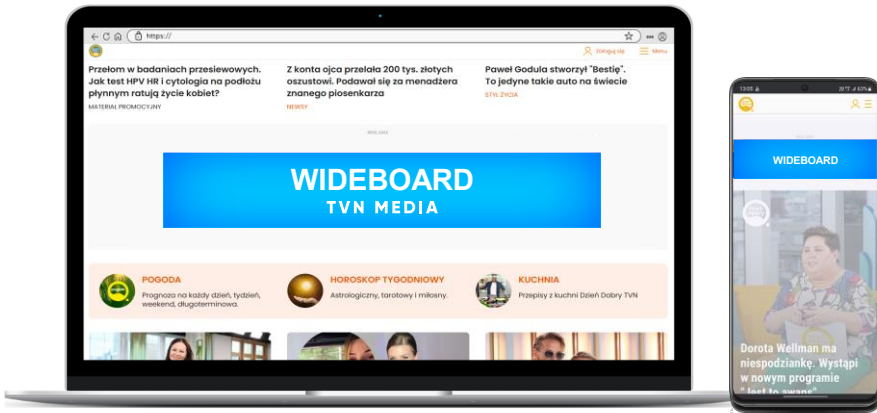 https://
Zaloguj się
Menu
Przełom w badaniach przesiewowych.
Jak test HPV HR i cytologia na podłożu
płynnym ratują życie kobiet?
MATERIAŁ PROMOCYJNY
Z konta ojca przelała 200 tys. złotych
oszustowi. Podawał się za menadżera
znanego piosenkarza
NEWSY
Paweł Godula stworzył "Bestię".
To jedyne takie auto na świecie
STYL ŻYCIA
REKLAMA
WIDEBOARD
TVN MEDIA
POGODA
Prognoza na każdy dzień, tydzień,
weekend, długoterminowa.
HOROSKOP TYGODNIOWY
Astrologiczny, tarotowy i miłosny.
KUCHNIA
Przepisy z kuchni Dzień Dobry TVN
63%
WIDEBOARD
Dorota Wellman ma
niespodziankę. Wystąpi
w nowym programie
"Jest to awans"